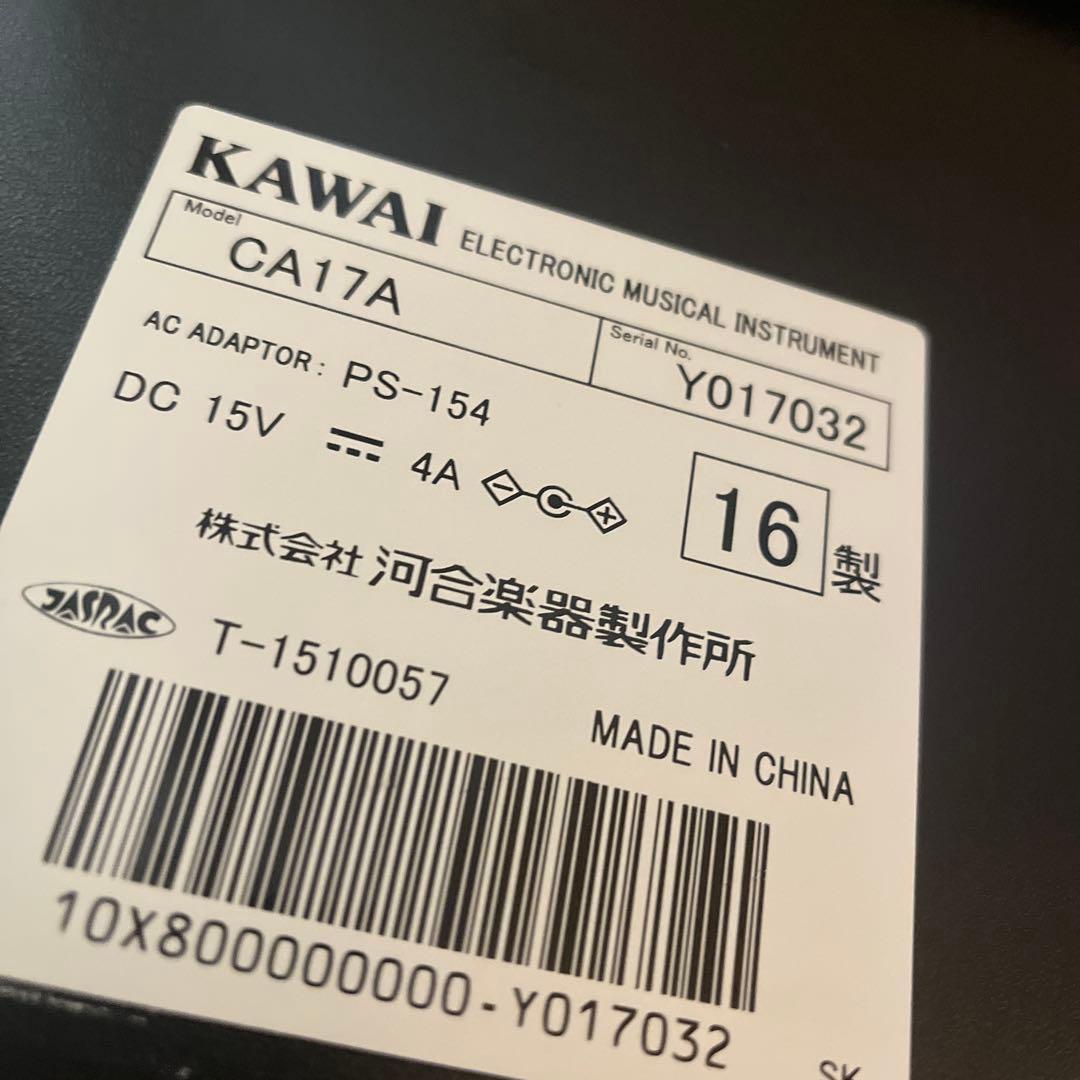 KAWAI ELECTRONIC MUSICAL INSTRUMENT
Model CA17A
Serial No. Y017032
AC ADAPTOR: PS-154
DC 15V ⎓ 4A
16 製
株式会社 河合楽器製作所
JASRAC T-1510057
MADE IN CHINA
10X800000000-Y017032
SK